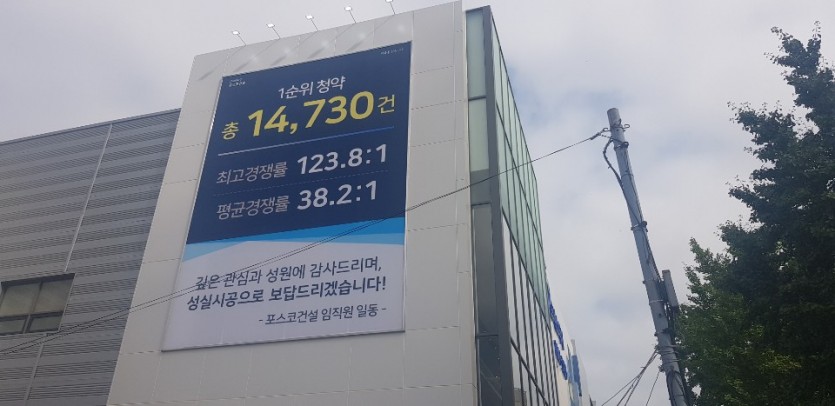 1순위 청약
총 14,730건
최고경쟁률 123.8:1
평균경쟁률 38.2:1
깊은 관심과 성원에 감사드리며,
성실시공으로 보답드리겠습니다!
- 포스코건설 임직원 일동 -